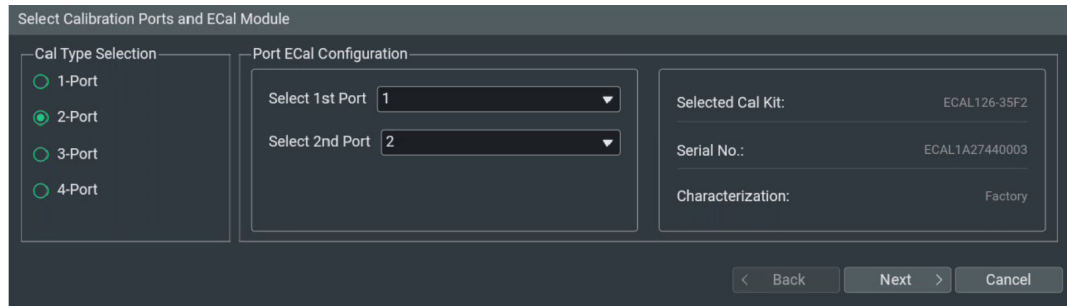 Select Calibration Ports and ECal Module
Cal Type Selection
1-Port
2-Port
3-Port
4-Port
Port ECal Configuration
Select 1st Port 1
Select 2nd Port 2
Selected Cal Kit: ECAL126-35F2
Serial No.: ECAL1A27440003
Characterization: Factory
< Back Next > Cancel